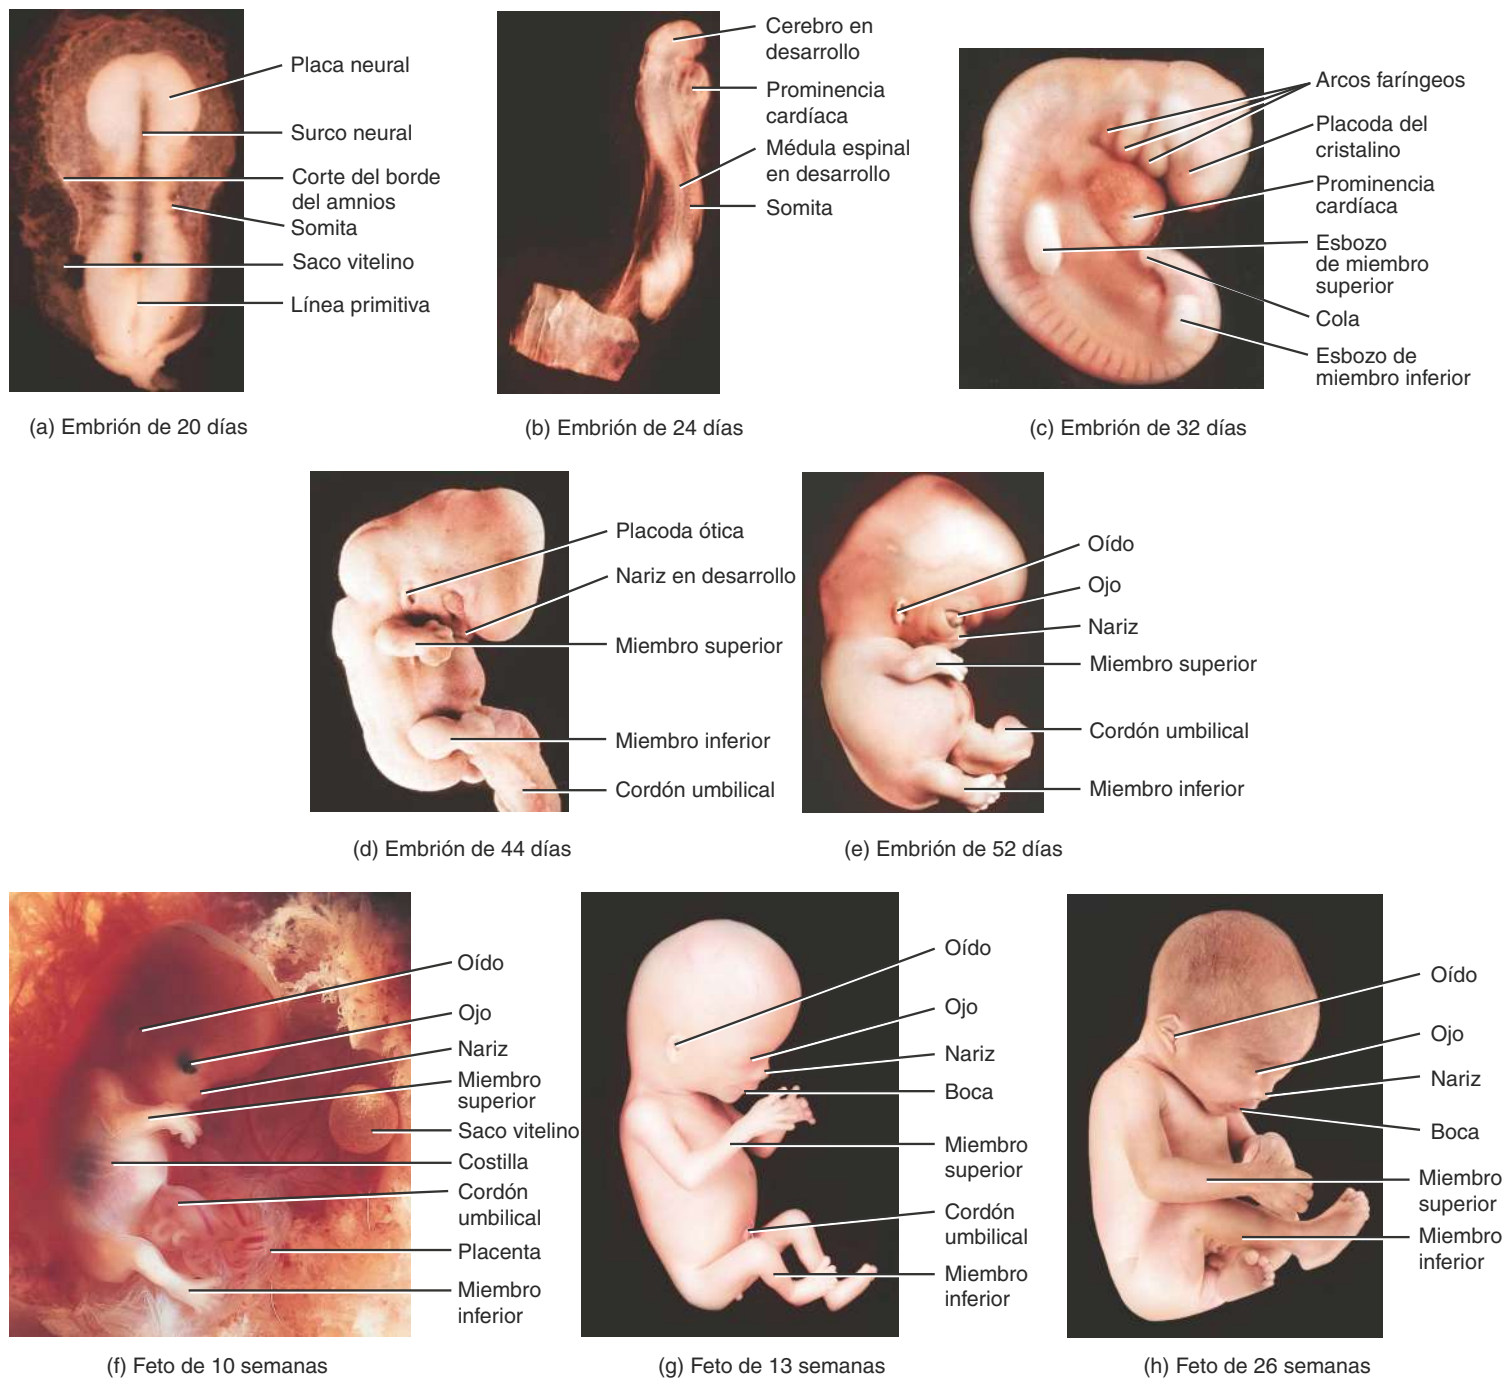 Placa neural
Surco neural
Corte del borde
del amnios
Somita
Saco vitelino
Línea primitiva
(a) Embrión de 20 días
Cerebro en
desarrollo
Prominencia
cardíaca
Médula espinal
en desarrollo
Somita
(b) Embrión de 24 días
Arcos faríngeos
Placoda del
cristalino
Prominencia
cardíaca
Esbozo
de miembro
superior
Cola
Esbozo de
miembro inferior
(c) Embrión de 32 días
Placoda ótica
Nariz en desarrollo
Miembro superior
Miembro inferior
Cordón umbilical
(d) Embrión de 44 días
Oído
Ojo
Nariz
Miembro superior
Cordón umbilical
Miembro inferior
(e) Embrión de 52 días
Oído
Ojo
Nariz
Miembro
superior
Saco vitelino
Costilla
Cordón
umbilical
Placenta
Miembro
inferior
(f) Feto de 10 semanas
Oído
Ojo
Nariz
Boca
Miembro
superior
Cordón
umbilical
Miembro
inferior
(g) Feto de 13 semanas
Oído
Ojo
Nariz
Boca
Miembro
superior
Miembro
inferior
(h) Feto de 26 semanas